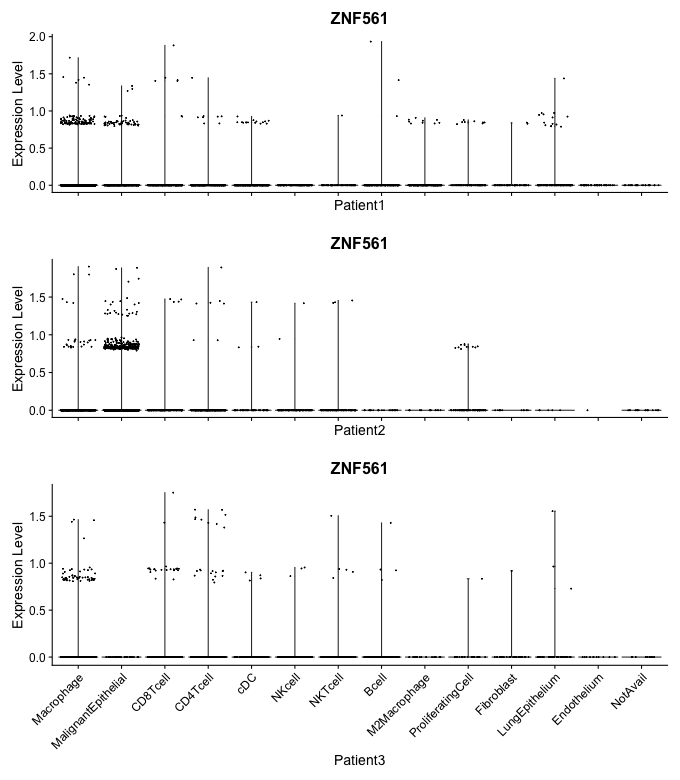 ZNF561
Expression Level
2.0
1.5
1.0
0.5
0.0
Patient1
ZNF561
Expression Level
1.5
1.0
0.5
0.0
Patient2
ZNF561
Expression Level
1.5
1.0
0.5
0.0
Macrophage
MalignantEpithelial
CD8Tcell
CD4Tcell
cDC
NKcell
NKTcell
Bcell
M2Macrophage
ProliferatingCell
Fibroblast
LungEpithelium
Endothelium
NotAvail
Patient3